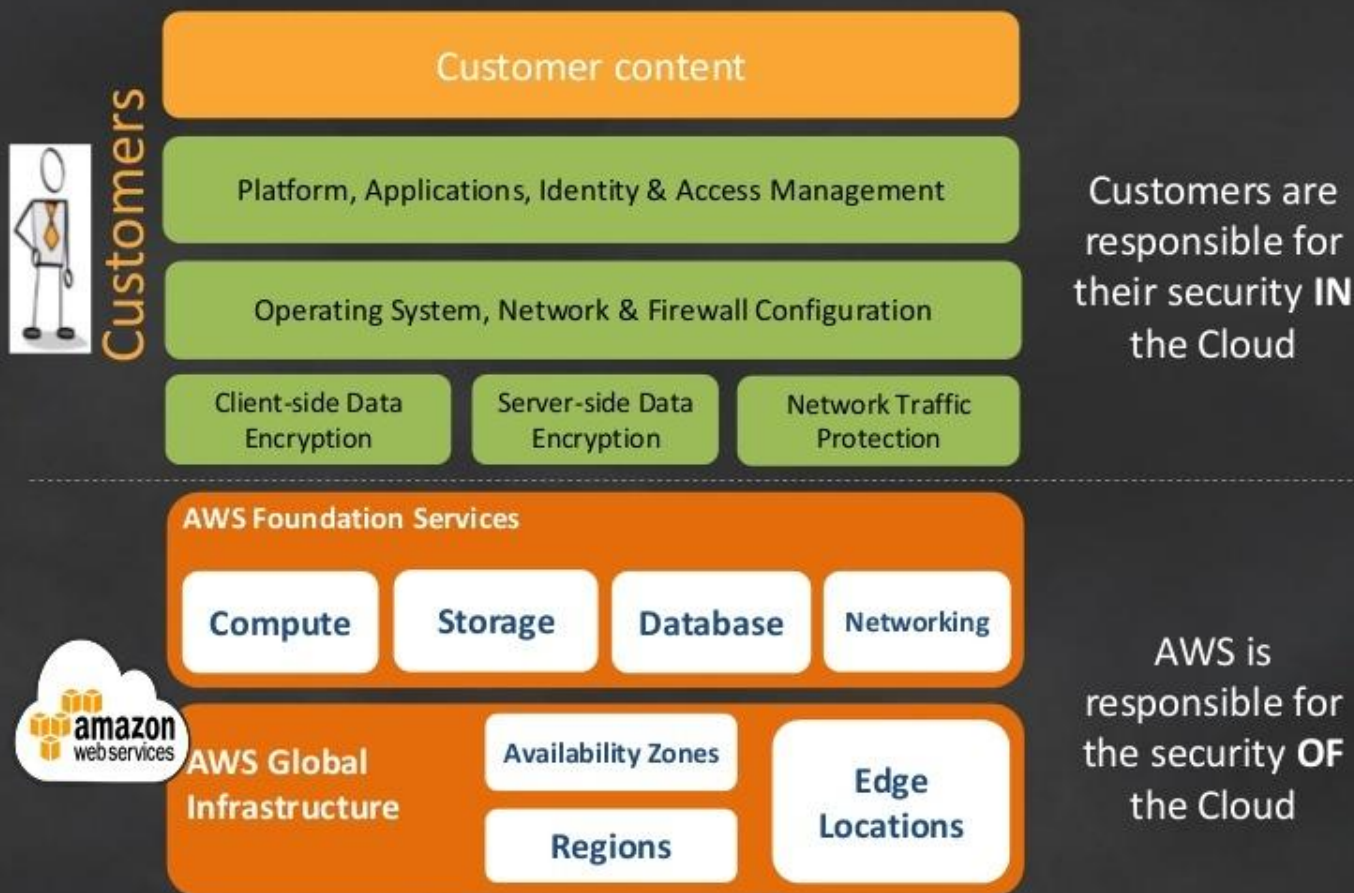 Customers
Customer content
Platform, Applications, Identity & Access Management
Operating System, Network & Firewall Configuration
Client-side Data
Encryption
Server-side Data
Encryption
Network Traffic
Protection
Customers are
responsible for
their security IN
the Cloud
AWS Foundation Services
Compute
Storage
Database
Networking
amazon
web services
AWS Global
Infrastructure
Availability Zones
Regions
Edge
Locations
AWS is
responsible for
the security OF
the Cloud